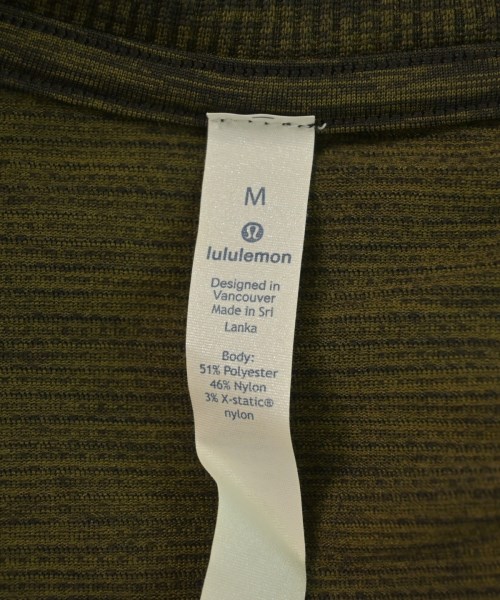 M
lululemon
Designed in
Vancouver
Made in Sri
Lanka
Body:
51% Polyester
46% Nylon
3% X-static®
nylon